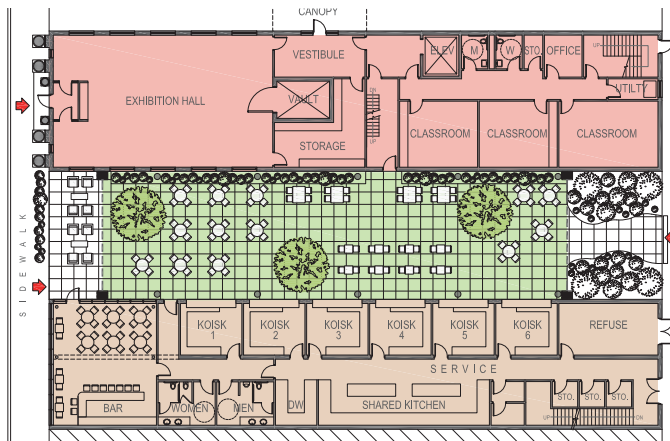 CANOPY
VESTIBULE
ELEV
M
W
STO.
OFFICE
UP
UTILTY
EXHIBITION HALL
VAULT
DN
UP
STORAGE
CLASSROOM
CLASSROOM
CLASSROOM
SIDEWALK
KOISK
1
KOISK
2
KOISK
3
KOISK
4
KOISK
5
KOISK
6
REFUSE
SERVICE
BAR
WOMEN
MEN
DW
SHARED KITCHEN
STO.
STO.
STO.
UP
DN